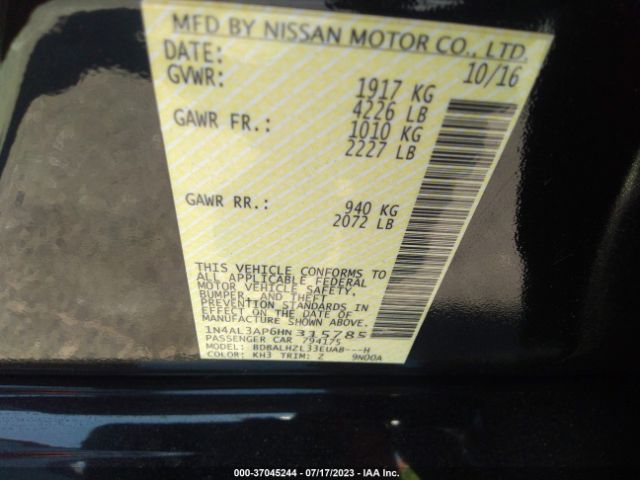 MFD BY NISSAN MOTOR CO., LTD.
DATE: 10/16
GVWR: 1917 KG
4226 LB
GAWR FR.: 1010 KG
2227 LB
GAWR RR.: 940 KG
2072 LB
THIS VEHICLE CONFORMS TO
ALL APPLICABLE FEDERAL
MOTOR VEHICLE SAFETY,
BUMPER, AND THEFT
PREVENTION STANDARDS IN
EFFECT ON THE DATE OF
MANUFACTURE SHOWN ABOVE.
1N4AL3AP6HN315785
PASSENGER CAR 794175
MODEL: BDBALHZL33EUAB---H
COLOR: KH3 TRIM: Z 9N00A
000-37045244 - 07/17/2023 - IAA Inc.